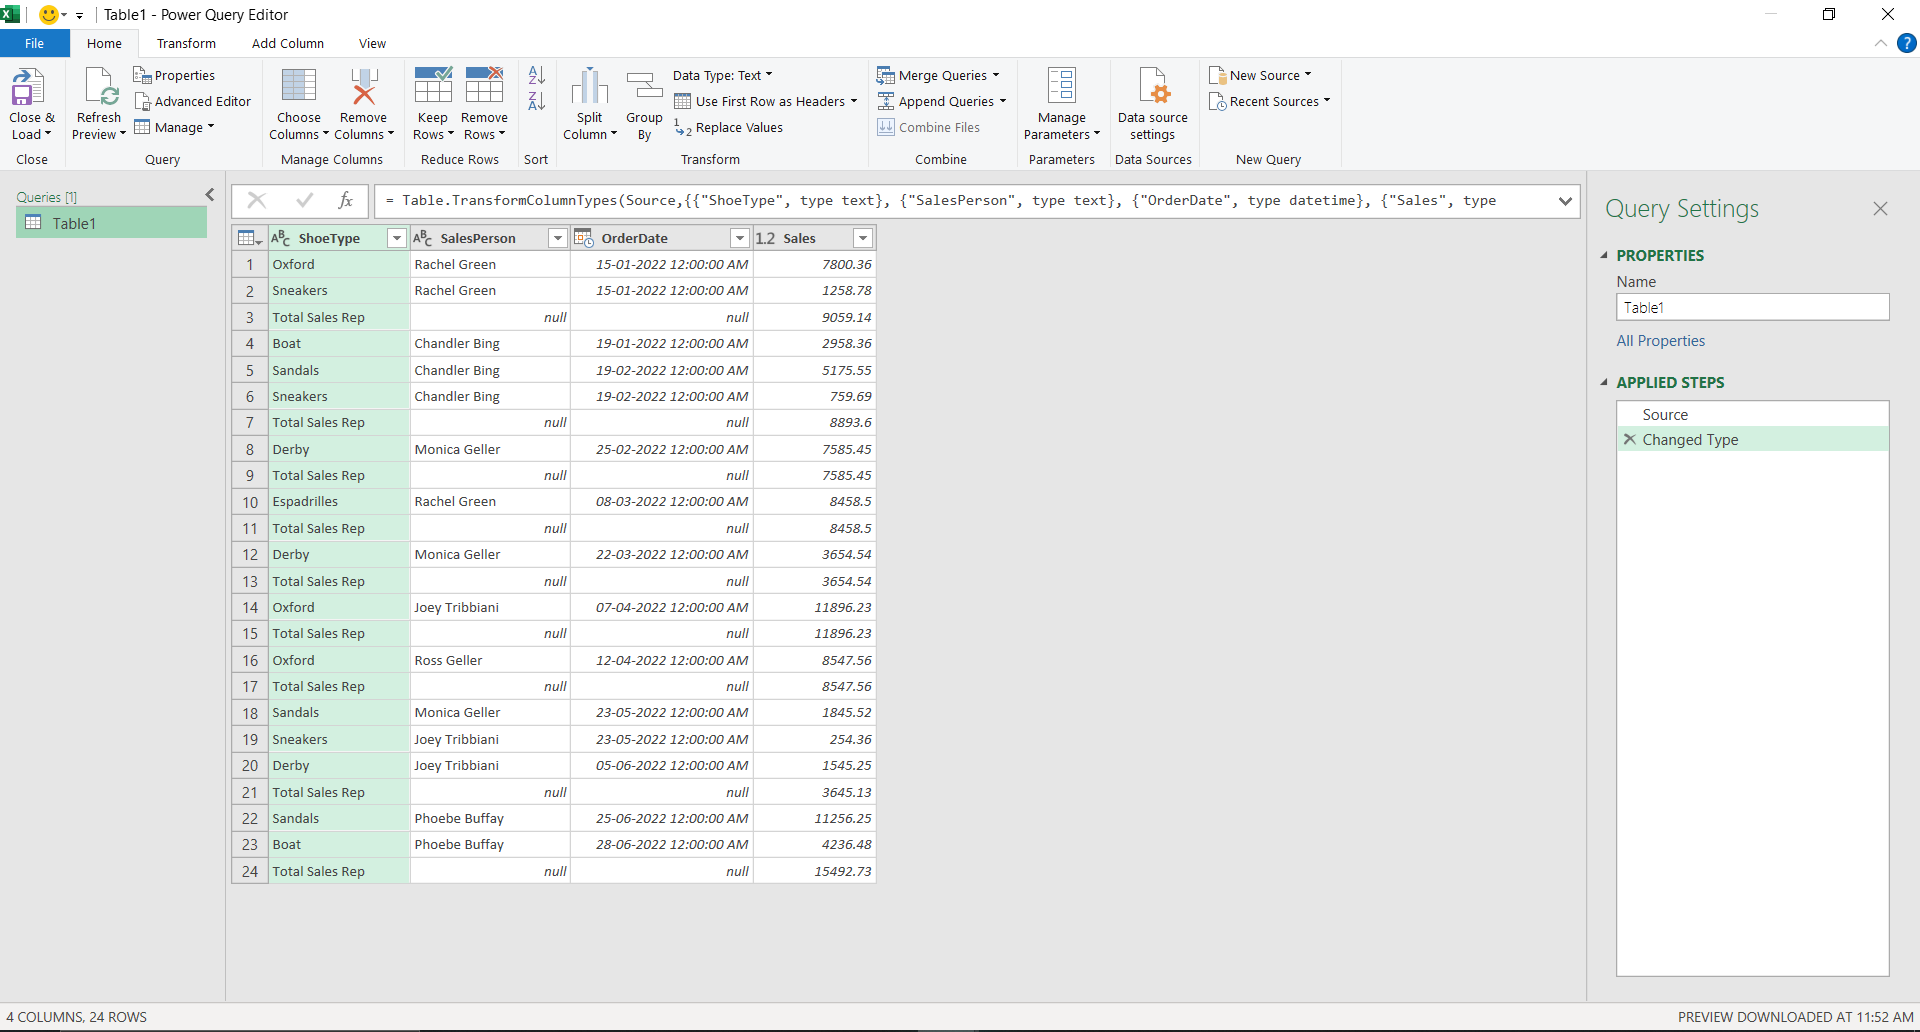 Table1 - Power Query Editor
File Home Transform Add Column View
Close & Load
Close
Refresh Preview
Properties
Advanced Editor
Manage
Query
Choose Columns
Remove Columns
Manage Columns
Keep Rows
Remove Rows
Reduce Rows
Sort
Split Column
Group By
Data Type: Text
Use First Row as Headers
Replace Values
Transform
Merge Queries
Append Queries
Combine Files
Combine
Manage Parameters
Parameters
Data source settings
Data Sources
New Source
Recent Sources
New Query
Queries [1]
Table1
fx = Table.TransformColumnTypes(Source,{{"ShoeType", type text}, {"SalesPerson", type text}, {"OrderDate", type datetime}, {"Sales", type
ABC ShoeType ABC SalesPerson OrderDate 1.2 Sales
1 Oxford Rachel Green 15-01-2022 12:00:00 AM 7800.36
2 Sneakers Rachel Green 15-01-2022 12:00:00 AM 1258.78
3 Total Sales Rep null null 9059.14
4 Boat Chandler Bing 19-01-2022 12:00:00 AM 2958.36
5 Sandals Chandler Bing 19-02-2022 12:00:00 AM 5175.55
6 Sneakers Chandler Bing 19-02-2022 12:00:00 AM 759.69
7 Total Sales Rep null null 8893.6
8 Derby Monica Geller 25-02-2022 12:00:00 AM 7585.45
9 Total Sales Rep null null 7585.45
10 Espadrilles Rachel Green 08-03-2022 12:00:00 AM 8458.5
11 Total Sales Rep null null 8458.5
12 Derby Monica Geller 22-03-2022 12:00:00 AM 3654.54
13 Total Sales Rep null null 3654.54
14 Oxford Joey Tribbiani 07-04-2022 12:00:00 AM 11896.23
15 Total Sales Rep null null 11896.23
16 Oxford Ross Geller 12-04-2022 12:00:00 AM 8547.56
17 Total Sales Rep null null 8547.56
18 Sandals Monica Geller 23-05-2022 12:00:00 AM 1845.52
19 Sneakers Joey Tribbiani 23-05-2022 12:00:00 AM 254.36
20 Derby Joey Tribbiani 05-06-2022 12:00:00 AM 1545.25
21 Total Sales Rep null null 3645.13
22 Sandals Phoebe Buffay 25-06-2022 12:00:00 AM 11256.25
23 Boat Phoebe Buffay 28-06-2022 12:00:00 AM 4236.48
24 Total Sales Rep null null 15492.73
Query Settings
PROPERTIES
Name
Table1
All Properties
APPLIED STEPS
Source
Changed Type
4 COLUMNS, 24 ROWS
PREVIEW DOWNLOADED AT 11:52 AM